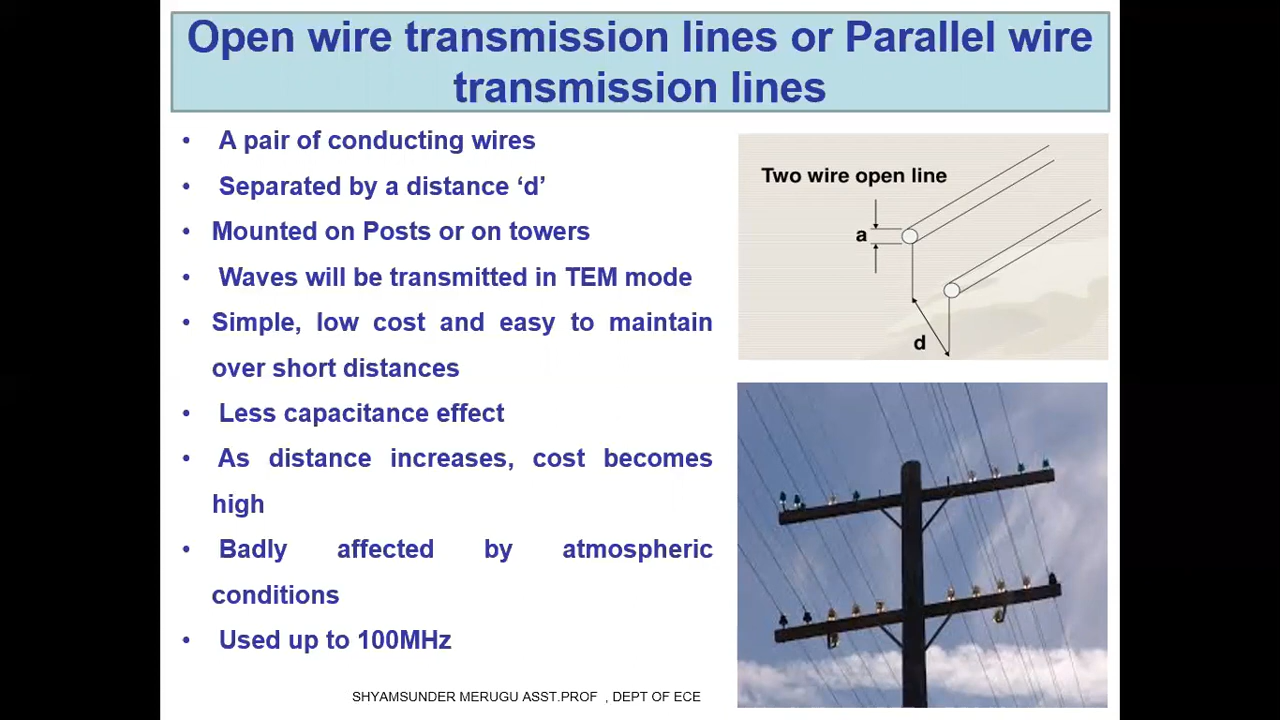 Open wire transmission lines or Parallel wire
transmission lines
• A pair of conducting wires
• Separated by a distance ‘d’
• Mounted on Posts or on towers
• Waves will be transmitted in TEM mode
• Simple, low cost and easy to maintain
over short distances
• Less capacitance effect
• As distance increases, cost becomes
high
• Badly affected by atmospheric
conditions
• Used up to 100MHz
Two wire open line
a
d
SHYAMSUNDER MERUGU ASST.PROF , DEPT OF ECE